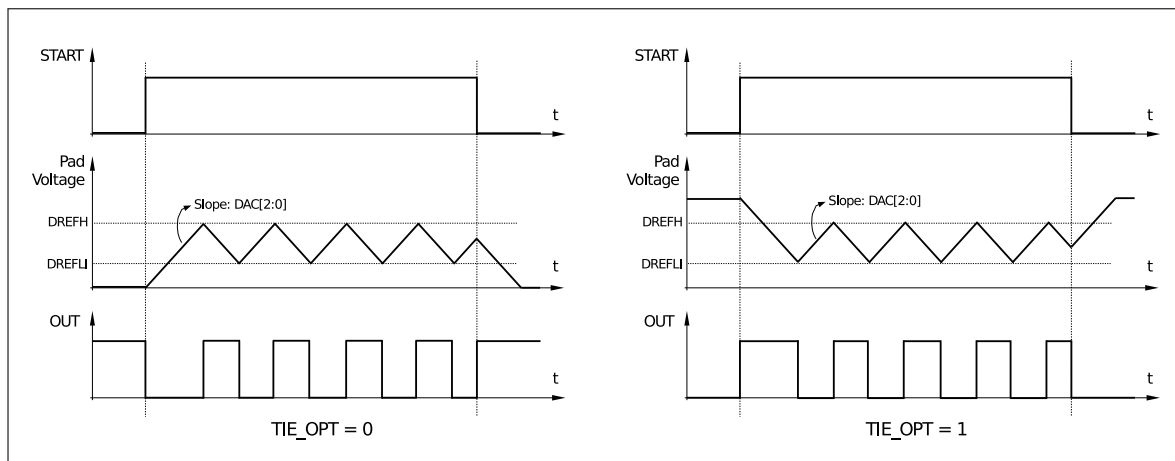 START
t
Pad
Voltage
DREFH
Slope: DAC[2:0]
DREFLI
t
OUT
t
TIE_OPT = 0
START
t
Pad
Voltage
DREFH
Slope: DAC[2:0]
DREFLI
t
OUT
t
TIE_OPT = 1